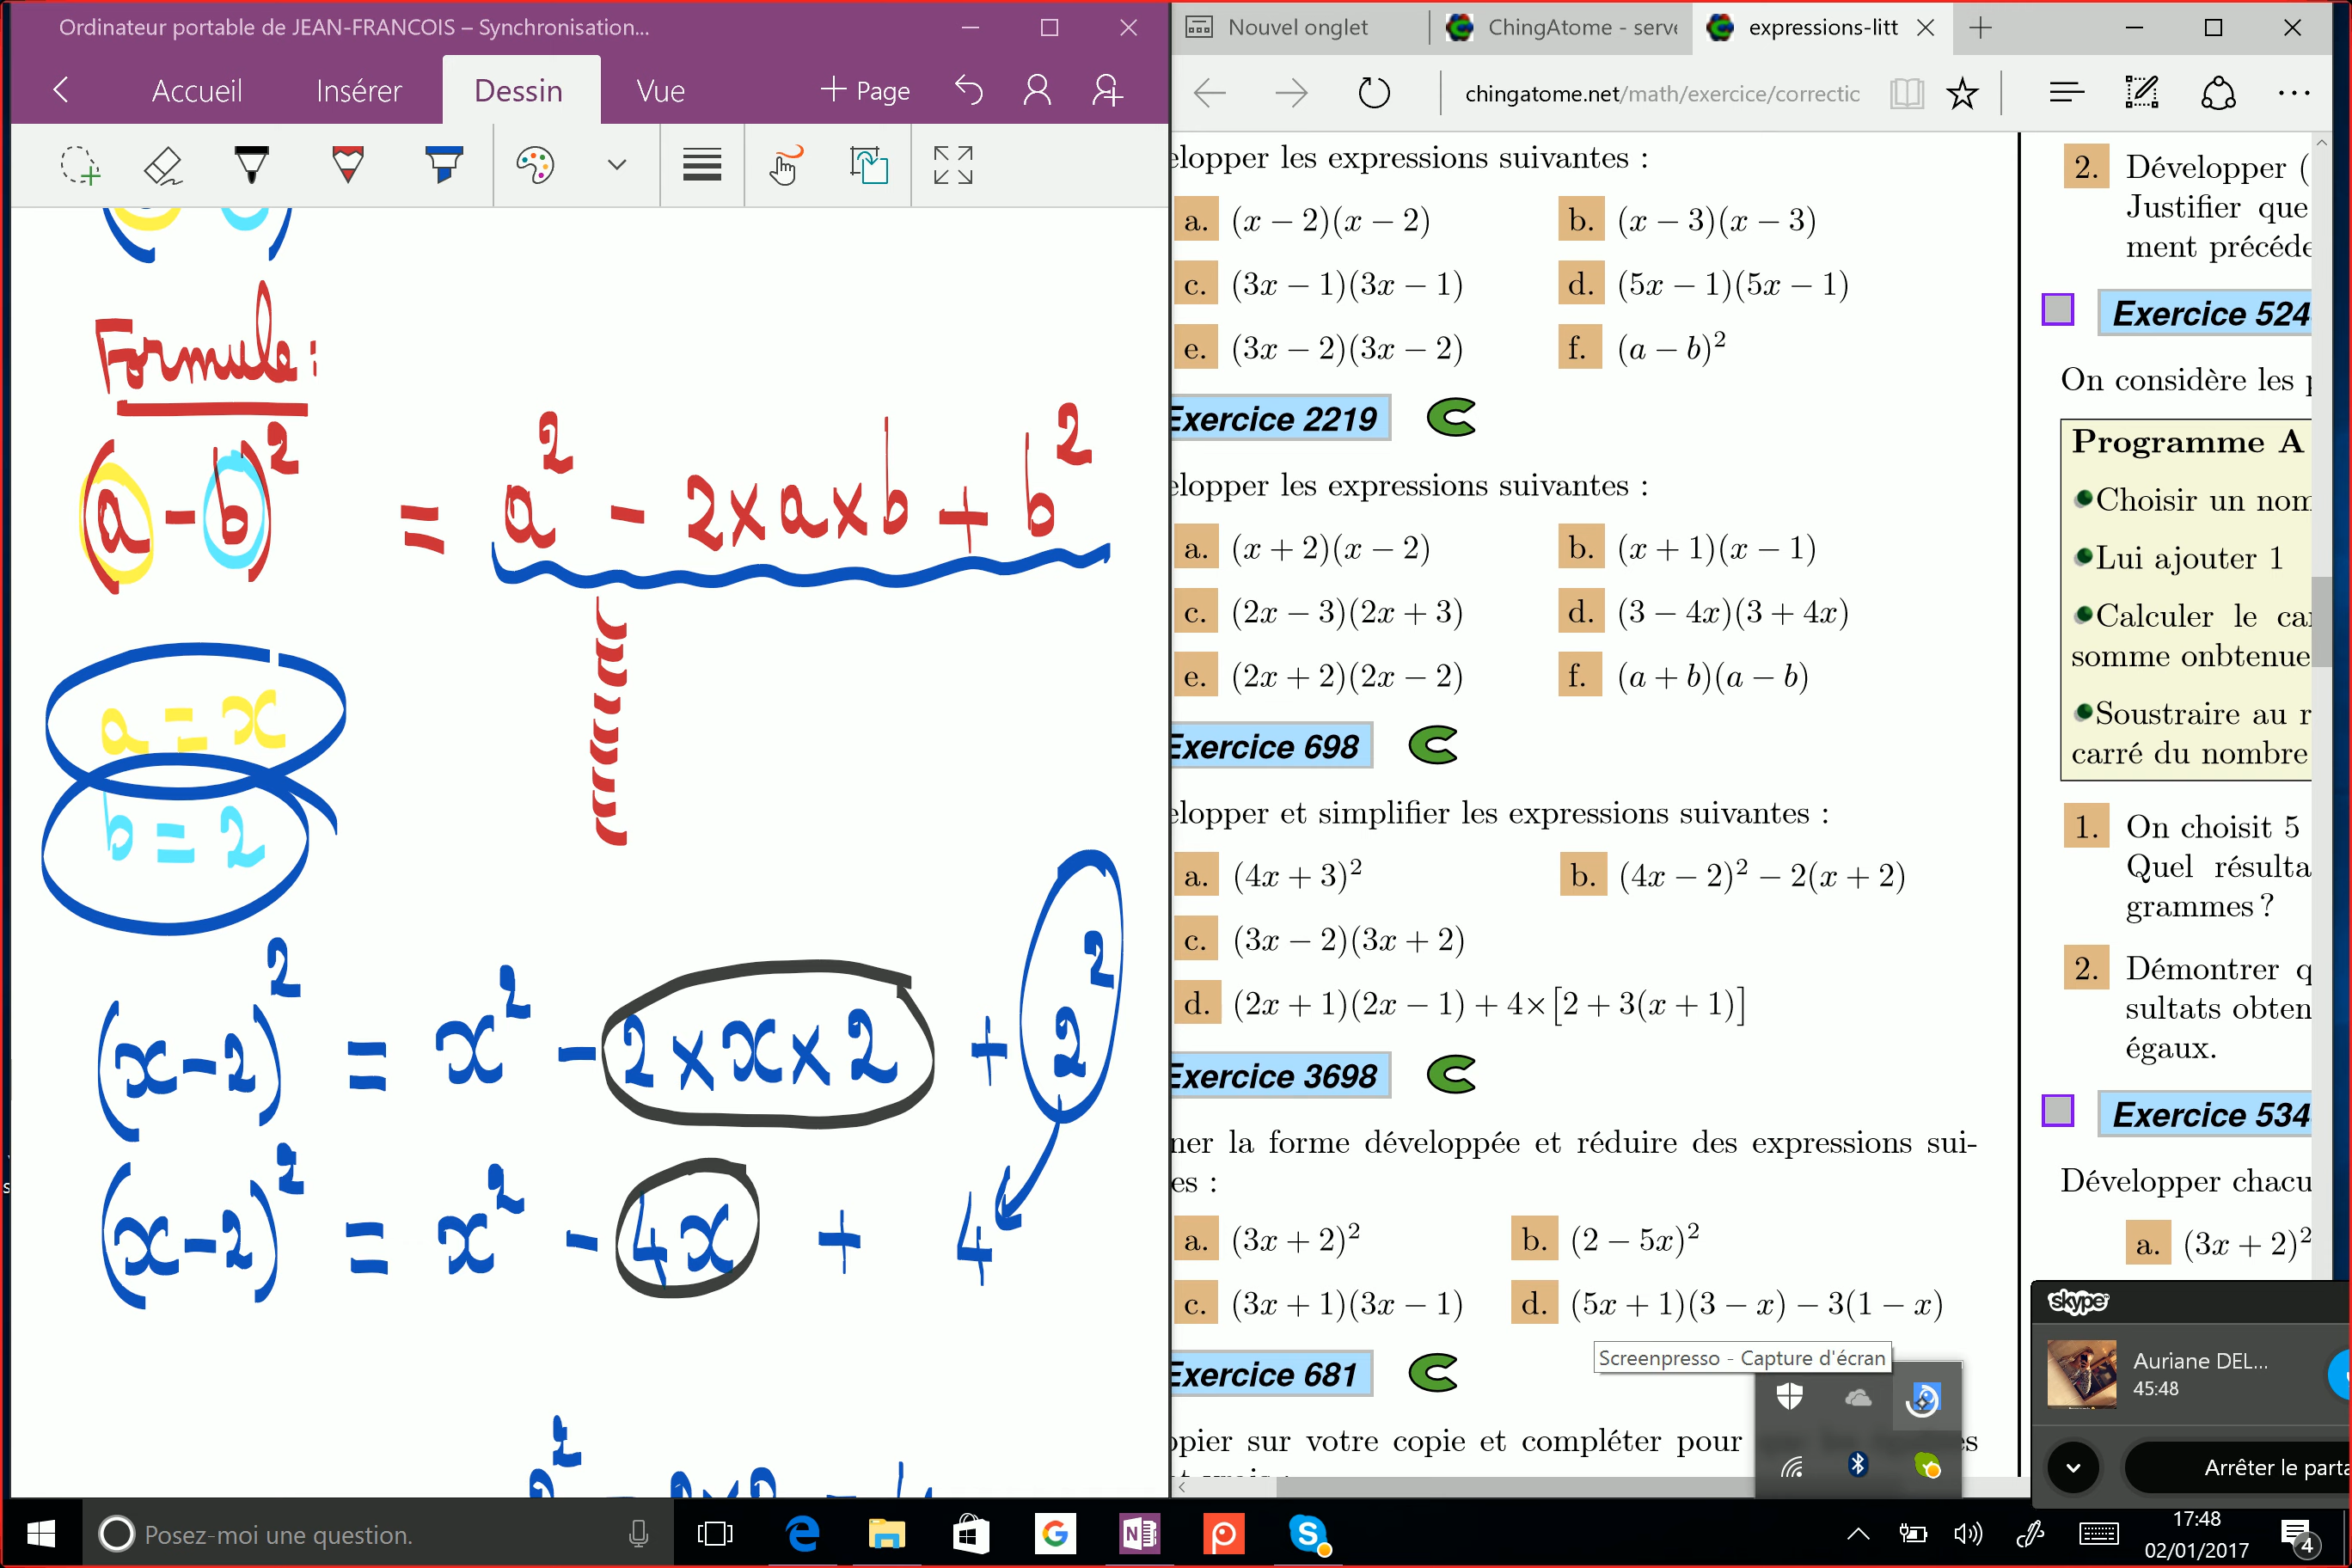 Ordinateur portable de JEAN-FRANCOIS – Synchronisation...
Accueil Insérer Dessin Vue + Page
Formule :
(a - b)² = a² - 2×a×b + b²
a = x
b = 2
(x-2)² = x² - 2×x×2 + 2²
(x-2)² = x² - 4x + 4
Nouvel onglet
ChingAtome - serve
expressions-litt
chingatome.net/math/exercice/correctic
elopper les expressions suivantes :
a. (x − 2)(x − 2) b. (x − 3)(x − 3)
c. (3x − 1)(3x − 1) d. (5x − 1)(5x − 1)
e. (3x − 2)(3x − 2) f. (a − b)²
Exercice 2219
elopper les expressions suivantes :
a. (x + 2)(x − 2) b. (x + 1)(x − 1)
c. (2x − 3)(2x + 3) d. (3 − 4x)(3 + 4x)
e. (2x + 2)(2x − 2) f. (a + b)(a − b)
Exercice 698
elopper et simplifier les expressions suivantes :
a. (4x + 3)² b. (4x − 2)² − 2(x + 2)
c. (3x − 2)(3x + 2)
d. (2x + 1)(2x − 1) + 4×[2 + 3(x + 1)]
Exercice 3698
ner la forme développée et réduire des expressions sui-
es :
a. (3x + 2)² b. (2 − 5x)²
c. (3x + 1)(3x − 1) d. (5x + 1)(3 − x) − 3(1 − x)
Exercice 681
opier sur votre copie et compléter pour
2. Développer (
Justifier que
ment précéde
Exercice 524
On considère les p
Programme A
Choisir un nom
Lui ajouter 1
Calculer le car
somme onbtenue
Soustraire au r
carré du nombre
1. On choisit 5
Quel résulta
grammes ?
2. Démontrer q
sultats obten
égaux.
Exercice 534
Développer chacu
a. (3x + 2)²
Screenpresso - Capture d'écran
skype
Auriane DEL...
45:48
Arrêter le parta
Posez-moi une question.
17:48
02/01/2017
4